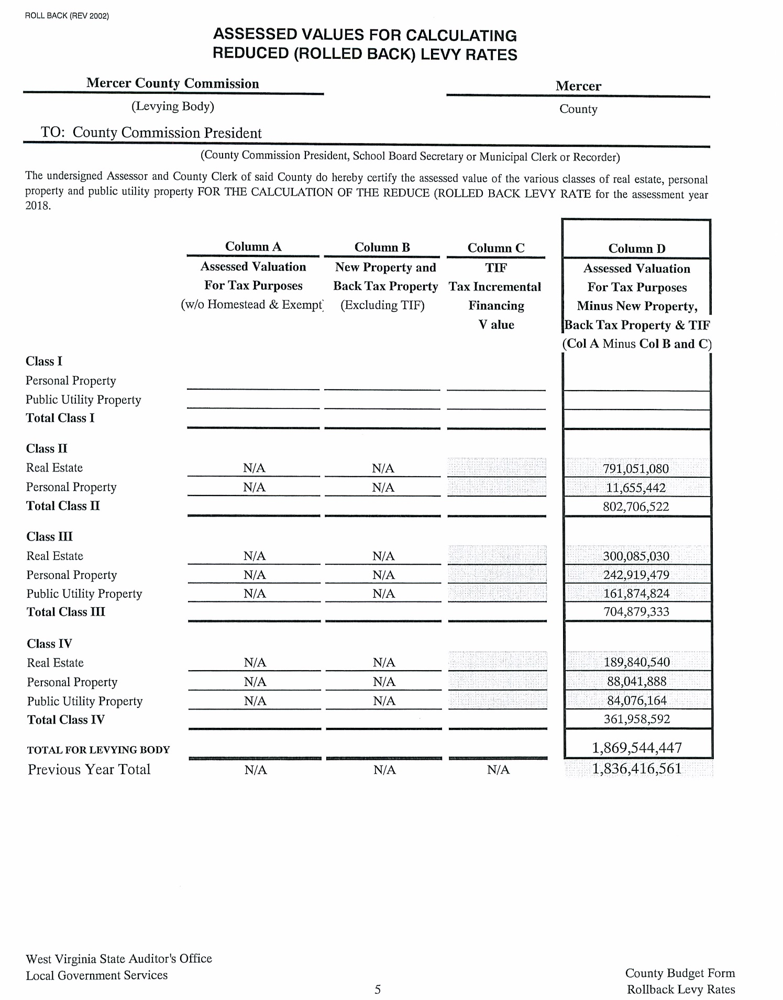 ROLL BACK (REV 2002)
ASSESSED VALUES FOR CALCULATING
REDUCED (ROLLED BACK) LEVY RATES
Mercer County Commission Mercer
(Levying Body) County
TO: County Commission President
(County Commission President, School Board Secretary or Municipal Clerk or Recorder)
The undersigned Assessor and County Clerk of said County do hereby certify the assessed value of the various classes of real estate, personal
property and public utility property FOR THE CALCULATION OF THE REDUCE (ROLLED BACK LEVY RATE for the assessment year
2018.
Column A Column B Column C Column D
Assessed Valuation New Property and TIF Assessed Valuation
For Tax Purposes Back Tax Property Tax Incremental For Tax Purposes
(w/o Homestead & Exempt (Excluding TIF) Financing Minus New Property,
V alue Back Tax Property & TIF
(Col A Minus Col B and C)
Class I
Personal Property
Public Utility Property
Total Class I
Class II
Real Estate N/A N/A 791,051,080
Personal Property N/A N/A 11,655,442
Total Class II 802,706,522
Class III
Real Estate N/A N/A 300,085,030
Personal Property N/A N/A 242,919,479
Public Utility Property N/A N/A 161,874,824
Total Class III 704,879,333
Class IV
Real Estate N/A N/A 189,840,540
Personal Property N/A N/A 88,041,888
Public Utility Property N/A N/A 84,076,164
Total Class IV 361,958,592
TOTAL FOR LEVYING BODY 1,869,544,447
Previous Year Total N/A N/A N/A 1,836,416,561
West Virginia State Auditor's Office
Local Government Services
County Budget Form
5 Rollback Levy Rates